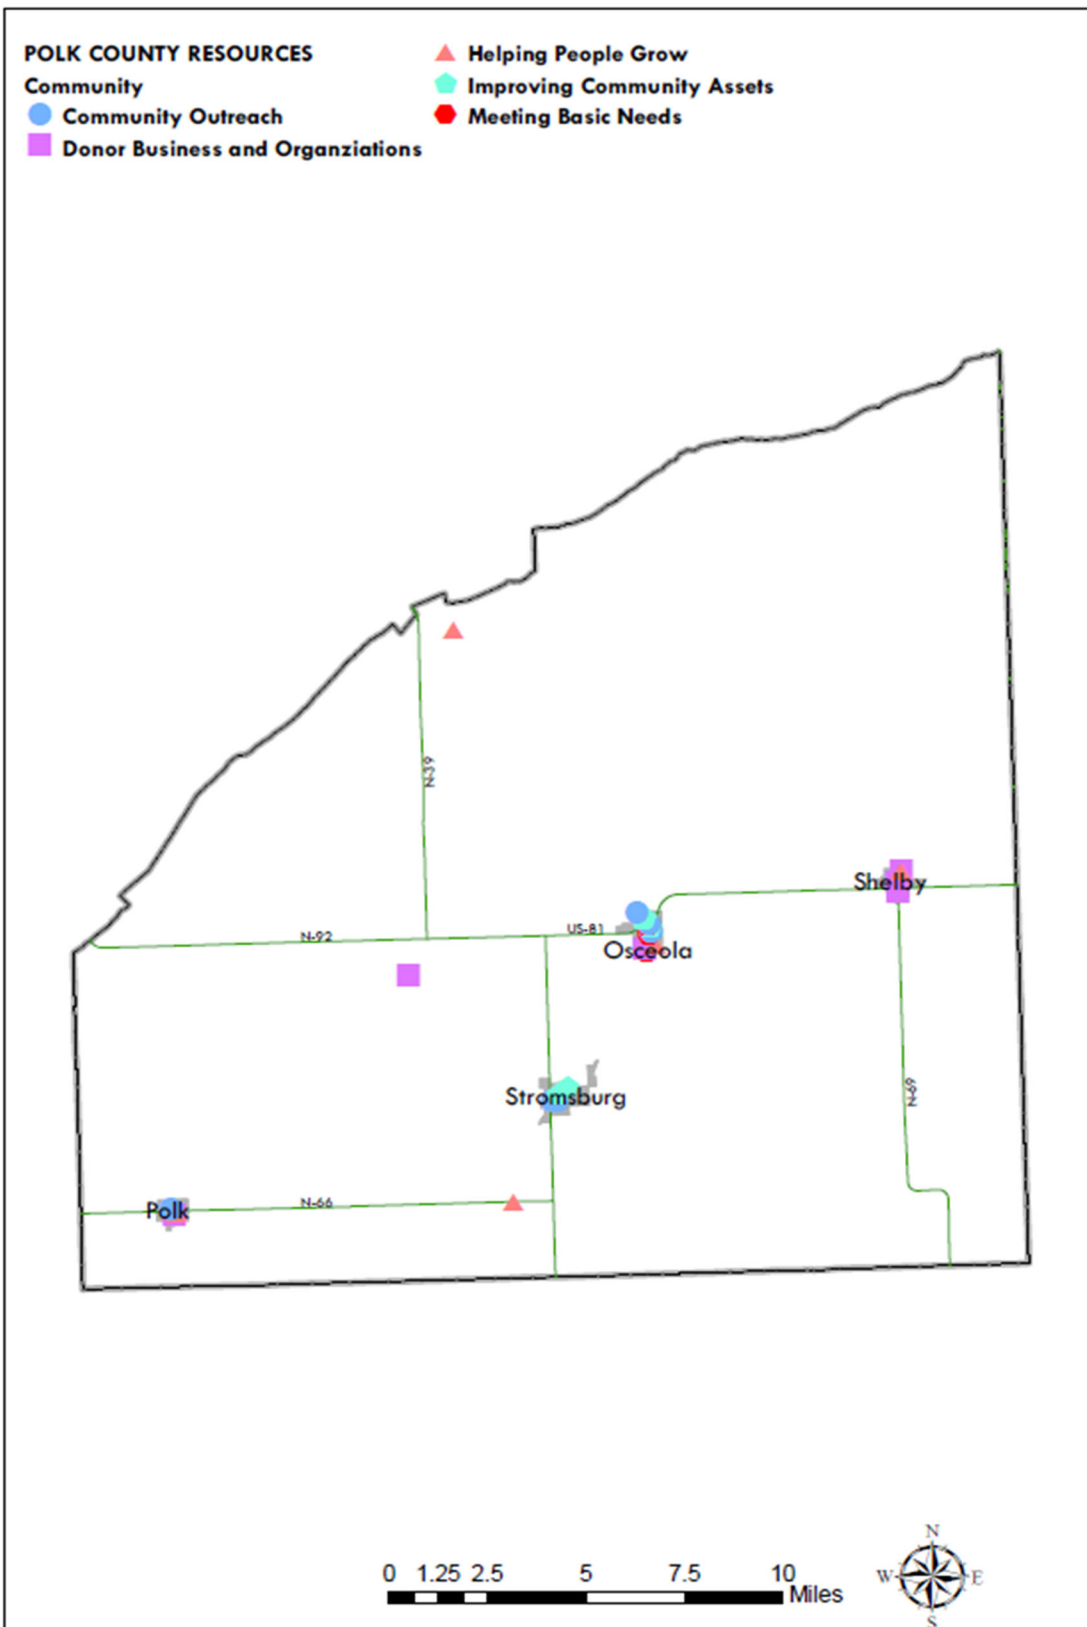 POLK COUNTY RESOURCES
Community
Community Outreach
Donor Business and Organziations
Helping People Grow
Improving Community Assets
Meeting Basic Needs
N-39
Shelby
N-92
US-81
Osceola
Stromsburg
N-69
Polk
N-66
0 1.25 2.5 5 7.5 10
Miles
N
W E
S